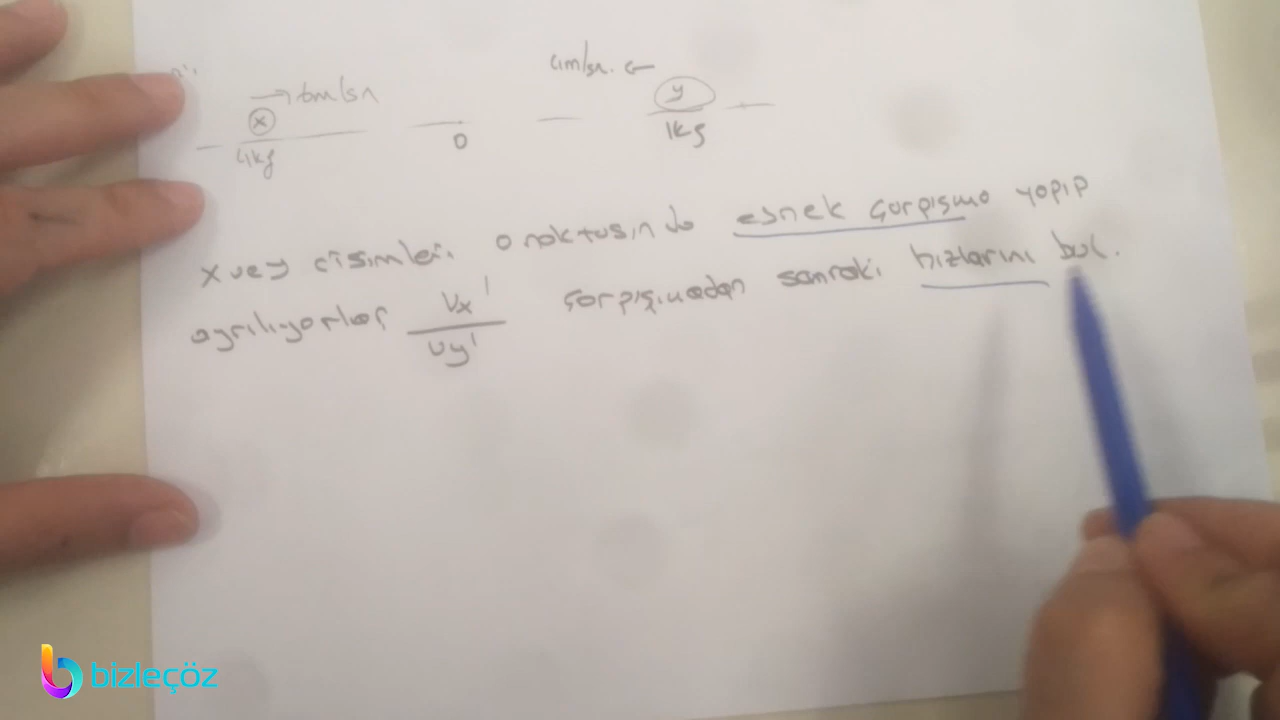 4m/sn. ←
→ 6m/sn
x
y
4kg
0
1kg
x ve y cisimleri 0 noktasında esnek çarpışma yapıp
ayrılıyorlar Vx' / Vy' çarpışmadan sonraki hızlarını bul.
bizleçöz